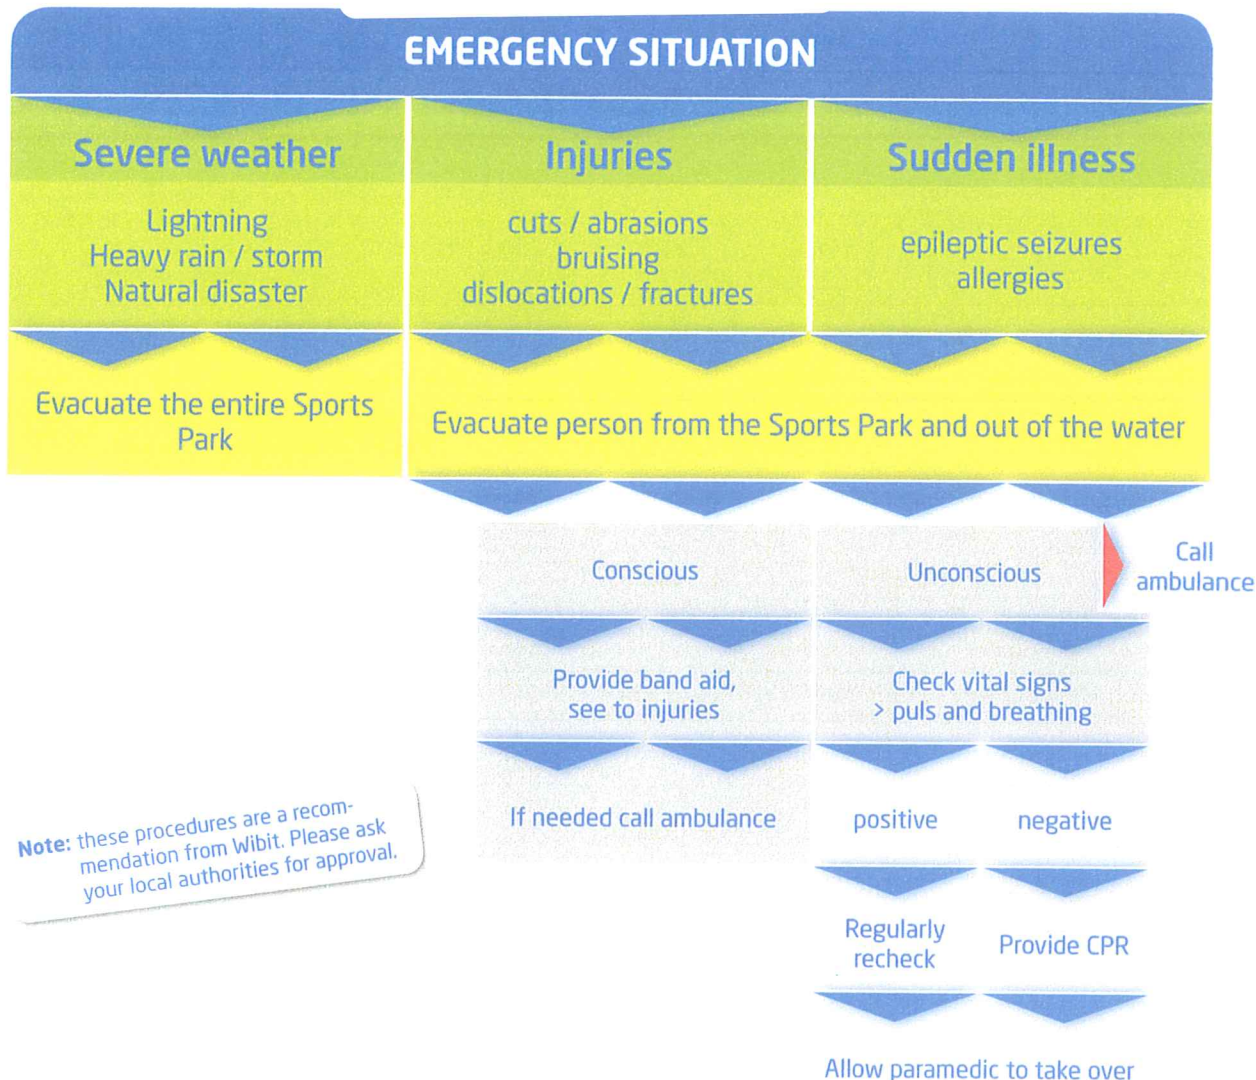 EMERGENCY SITUATION
Severe weather
Lightning
Heavy rain / storm
Natural disaster
Injuries
cuts / abrasions
bruising
dislocations / fractures
Sudden illness
epileptic seizures
allergies
Evacuate the entire Sports
Park
Evacuate person from the Sports Park and out of the water
Conscious
Unconscious
Call
ambulance
Provide band aid,
see to injuries
Check vital signs
> puls and breathing
If needed call ambulance
positive
negative
Regularly
recheck
Provide CPR
Allow paramedic to take over
Note: these procedures are a recom-
mendation from Wibit. Please ask
your local authorities for approval.